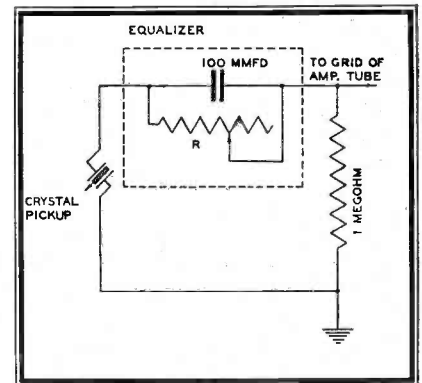 EQUALIZER
100 MMFD
TO GRID OF
AMP. TUBE
R
CRYSTAL
PICKUP
1 MEGOHM